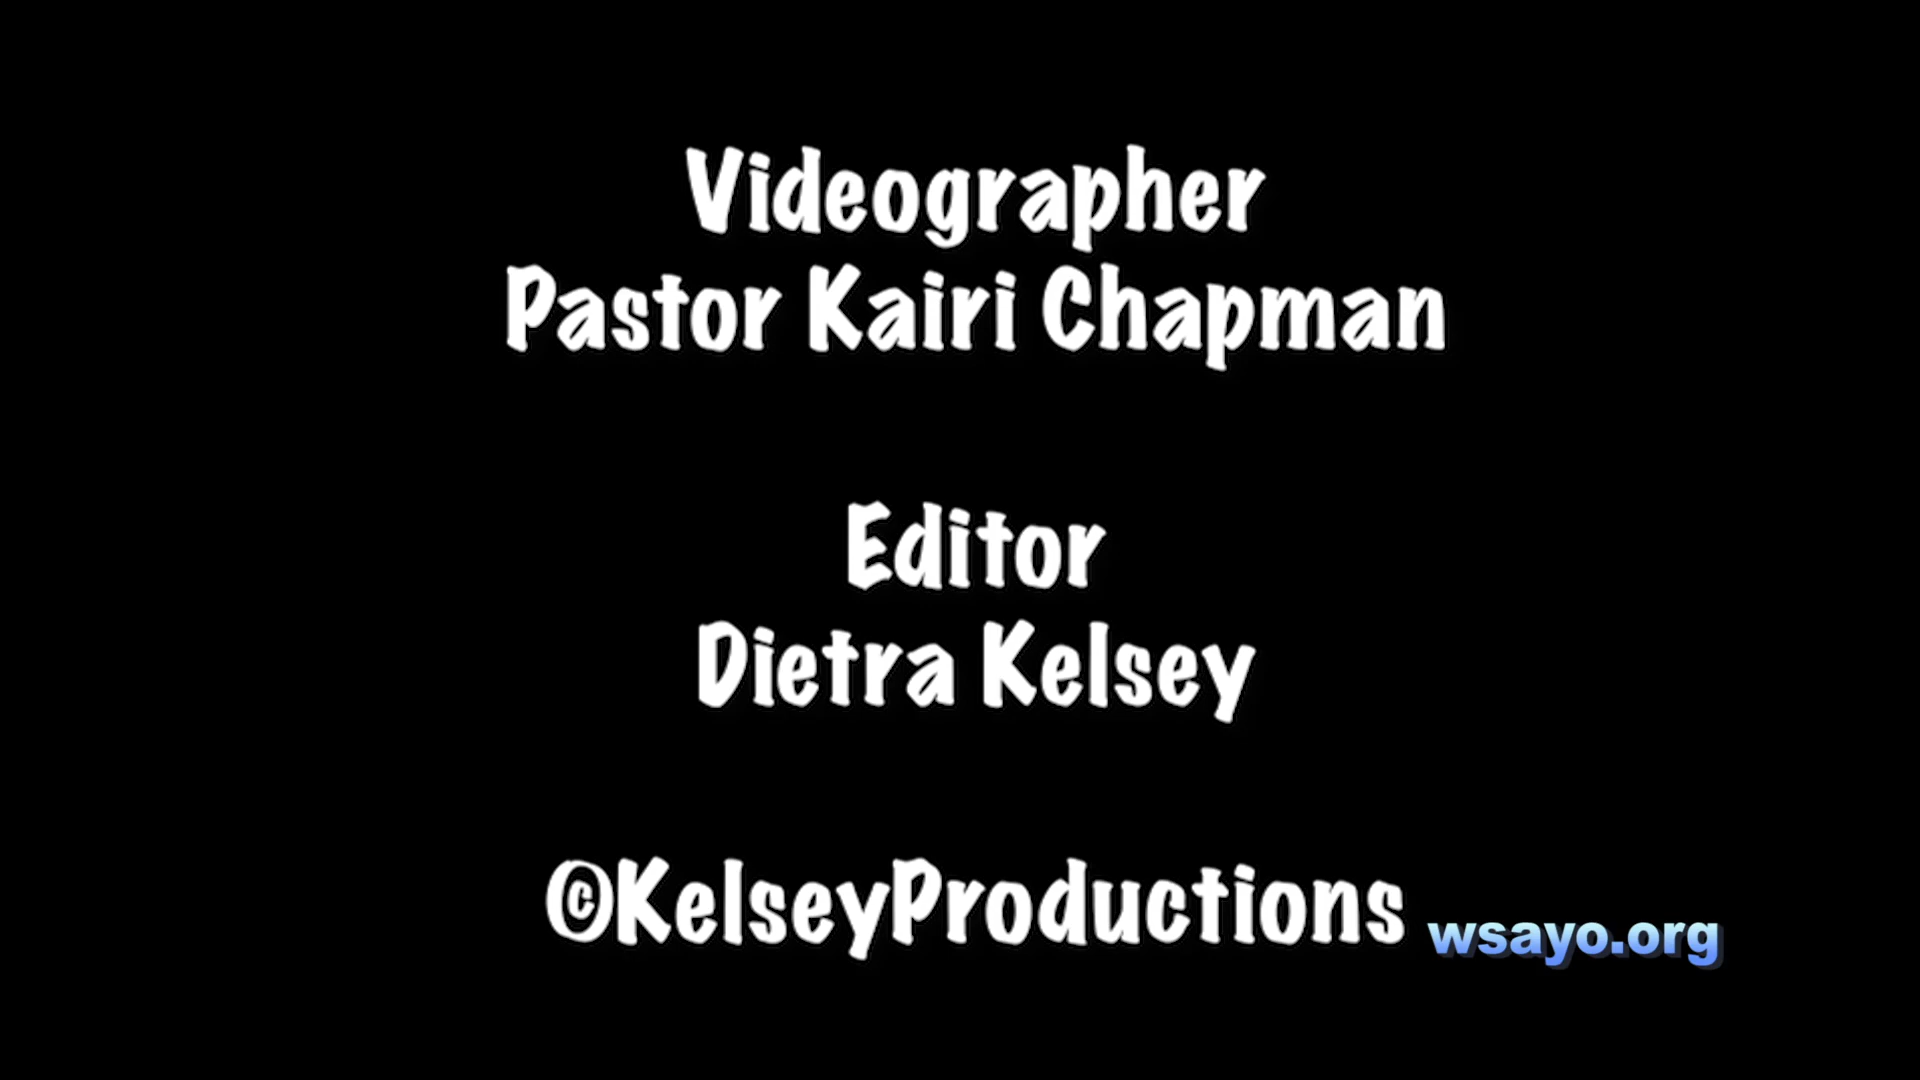 Videographer
Pastor Kairi Chapman
Editor
Dietra Kelsey
©KelseyProductions
wsayo.org